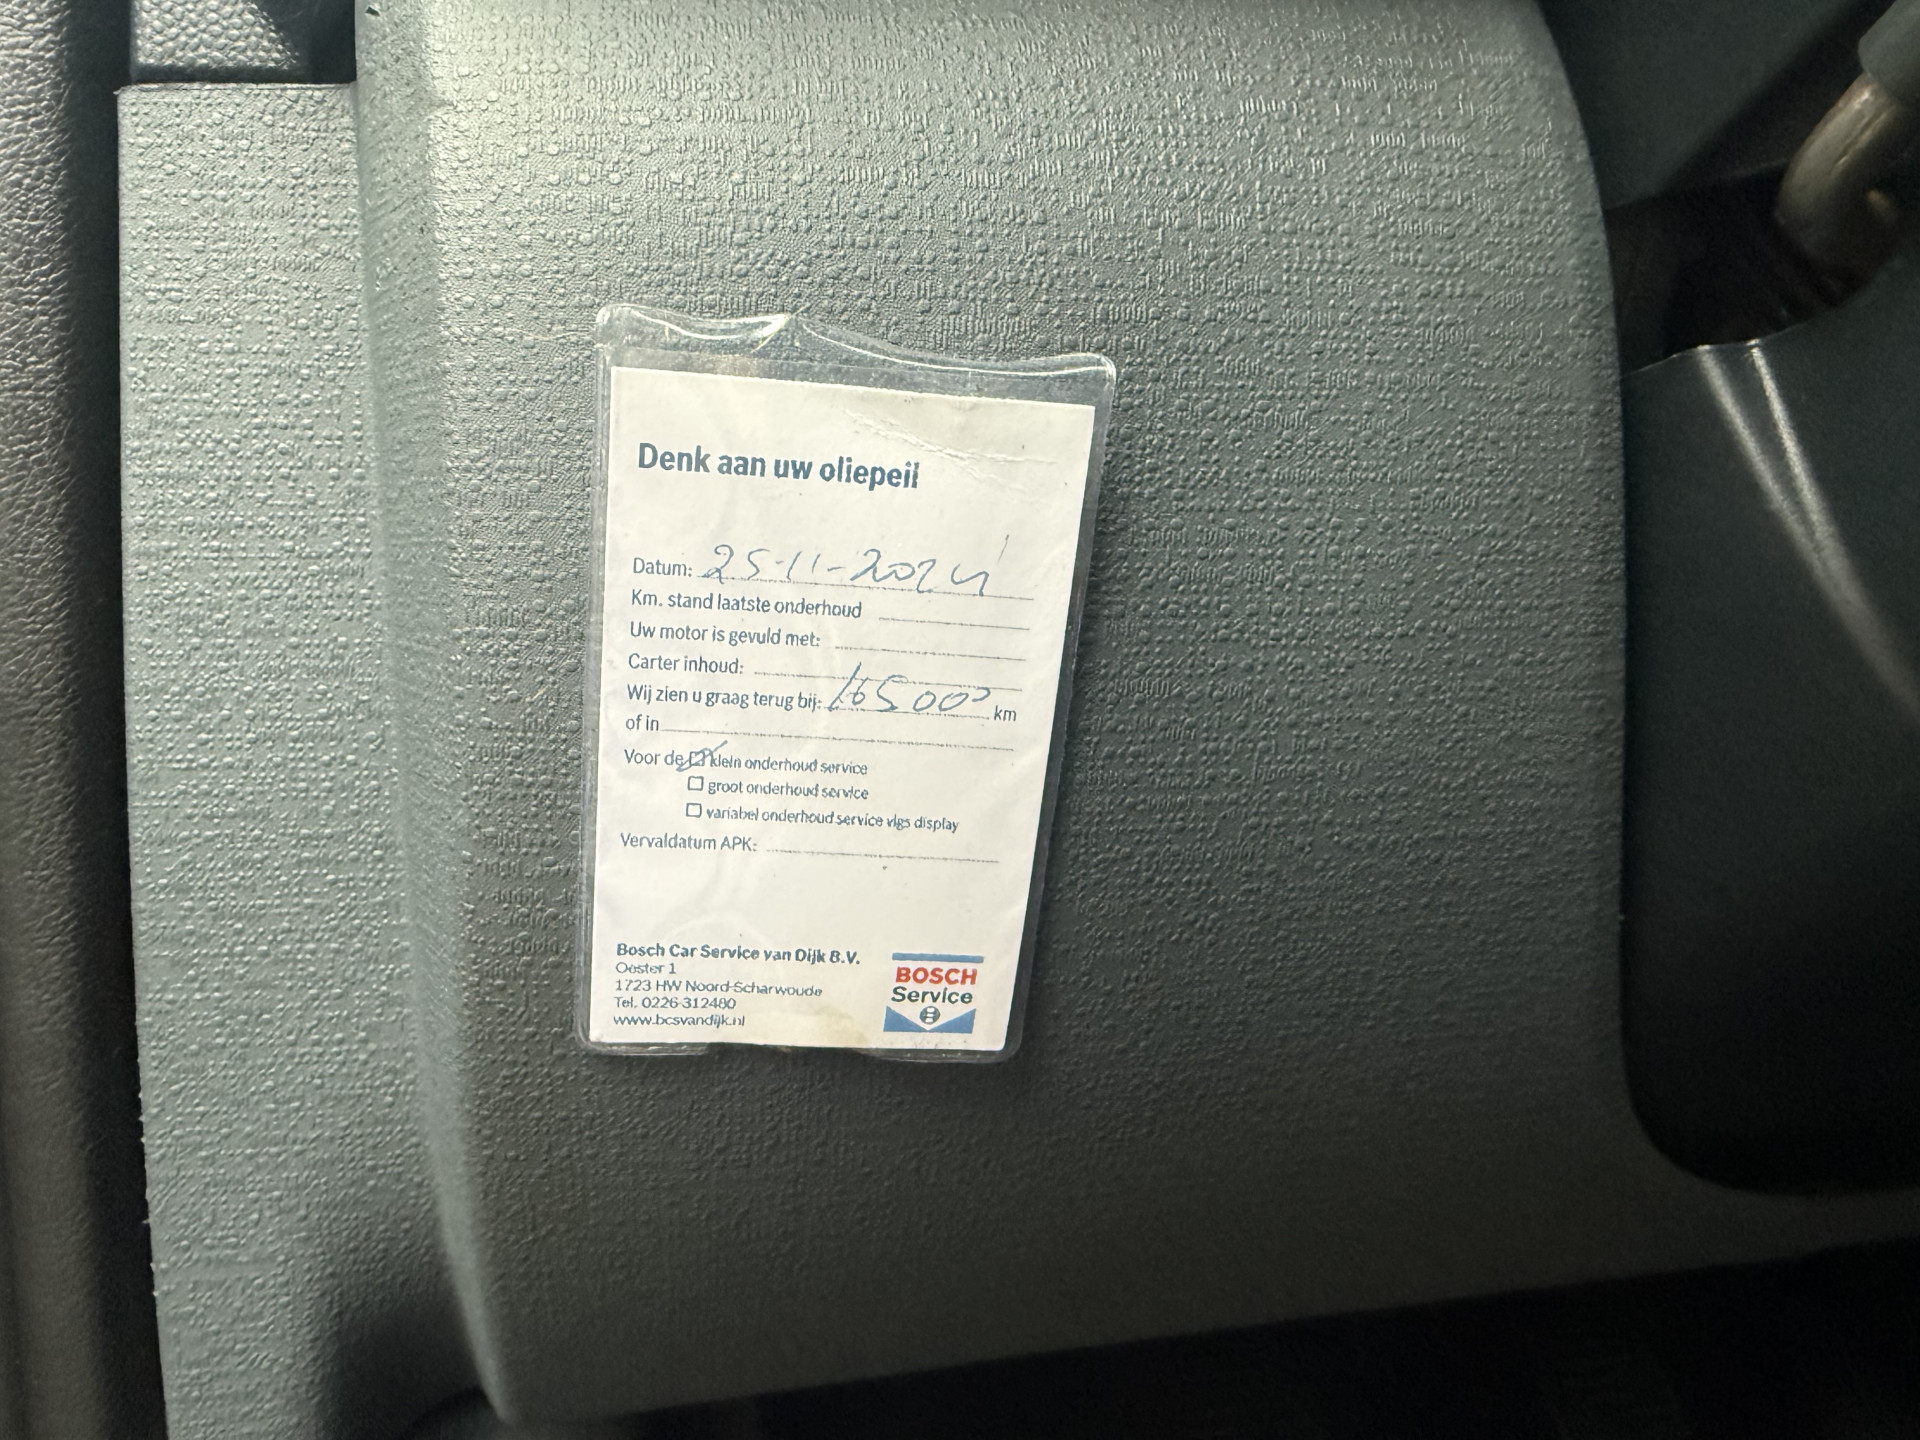 Denk aan uw oliepeil
Datum: 25-11-2024
Km. stand laatste onderhoud
Uw motor is gevuld met:
Carter inhoud:
Wij zien u graag terug bij: 165000 km
of in
Voor de klein onderhoud service
groot onderhoud service
variabel onderhoud service vlgs display
Vervaldatum APK:
Bosch Car Service van Dijk B.V.
Oester 1
1723 HW Noord-Scharwoude
Tel. 0226-312480
www.bcsvandijk.nl
BOSCH
Service